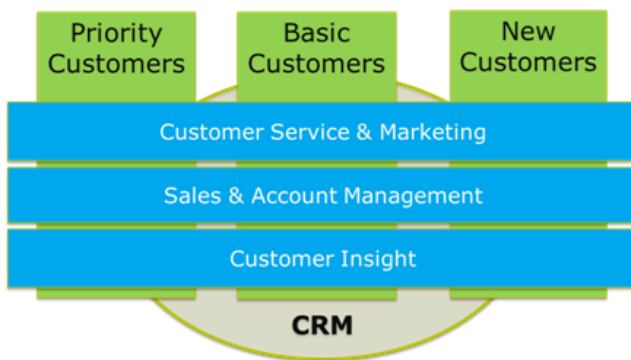 Priority
Customers
Basic
Customers
New
Customers
Customer Service & Marketing
Sales & Account Management
Customer Insight
CRM